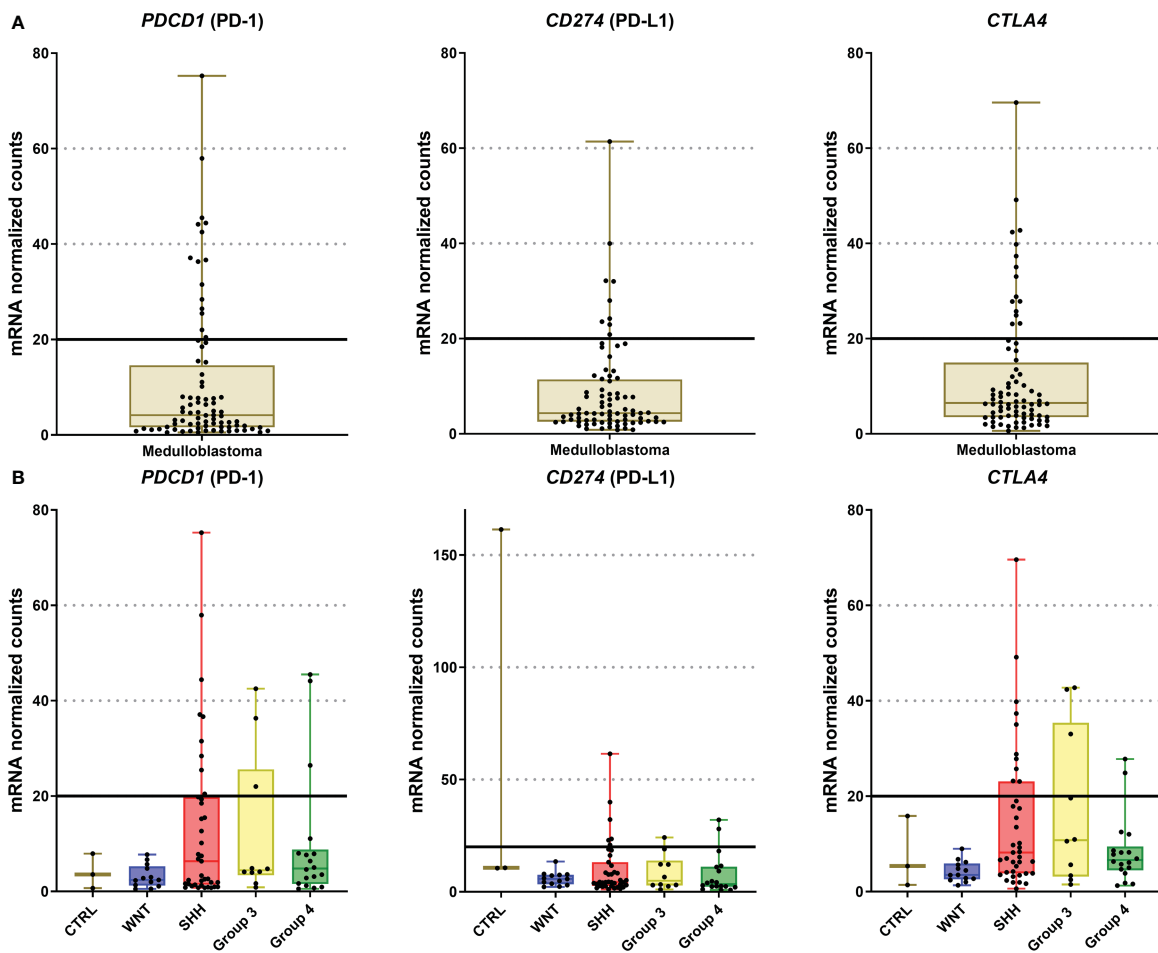 A
PDCD1 (PD-1)
CD274 (PD-L1)
CTLA4
mRNA normalized counts
80
60
40
20
0
Medulloblastoma
mRNA normalized counts
80
60
40
20
0
Medulloblastoma
mRNA normalized counts
80
60
40
20
0
Medulloblastoma
B
PDCD1 (PD-1)
CD274 (PD-L1)
CTLA4
mRNA normalized counts
80
60
40
20
0
CTRL
WNT
SHH
Group 3
Group 4
mRNA normalized counts
150
100
50
0
CTRL
WNT
SHH
Group 3
Group 4
mRNA normalized counts
80
60
40
20
0
CTRL
WNT
SHH
Group 3
Group 4